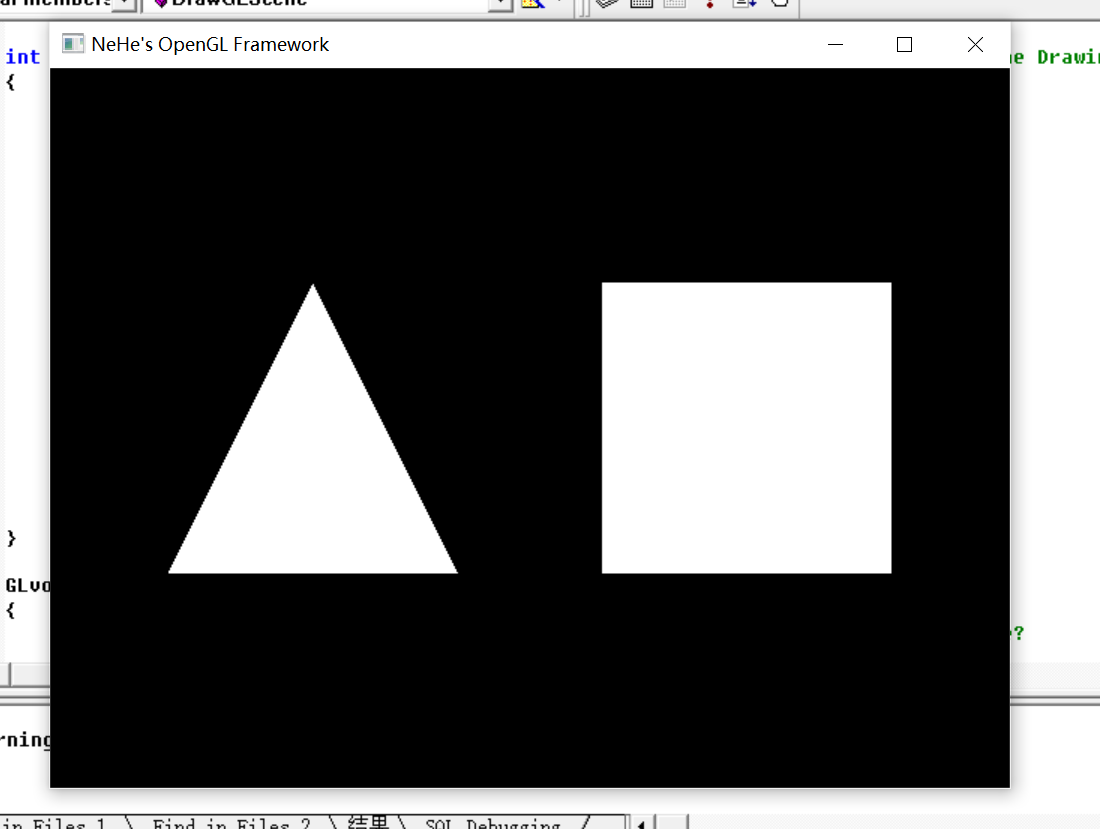 DrawGLScene
NeHe's OpenGL Framework
int
{
Drawi
}
GLvo
{
?
rning
in Files 1 \ Find in Files 2 \ 结果 \ SQL Debugging /